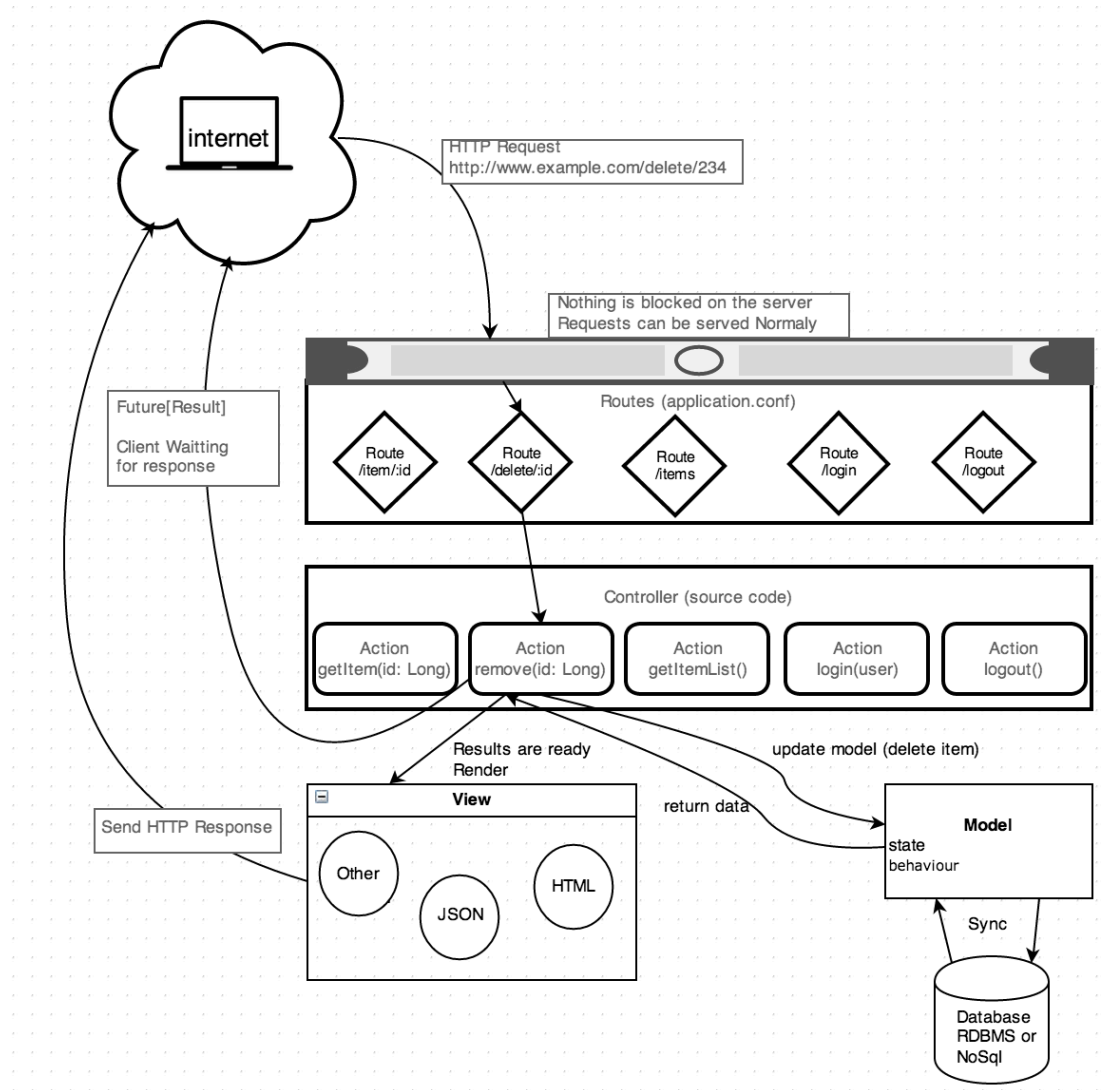 internet
HTTP Request
http://www.example.com/delete/234
Nothing is blocked on the server
Requests can be served Normaly
Future[Result]
Client Waitting
for response
Routes (application.conf)
Route
/item/:id
Route
/delete/:id
Route
/items
Route
/login
Route
/logout
Controller (source code)
Action
getItem(id: Long)
Action
remove(id: Long)
Action
getItemList()
Action
login(user)
Action
logout()
Results are ready
Render
update model (delete item)
return data
Send HTTP Response
View
Other
JSON
HTML
Model
state
behaviour
Sync
Database
RDBMS or
NoSql